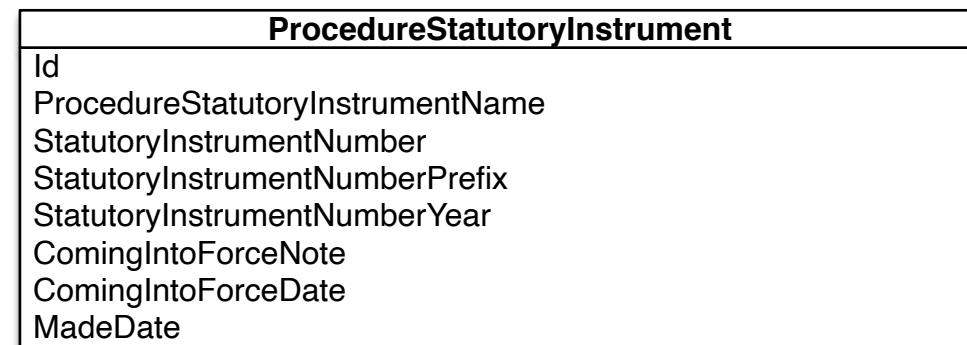 ProcedureStatutoryInstrument
Id
ProcedureStatutoryInstrumentName
StatutoryInstrumentNumber
StatutoryInstrumentNumberPrefix
StatutoryInstrumentNumberYear
ComingIntoForceNote
ComingIntoForceDate
MadeDate